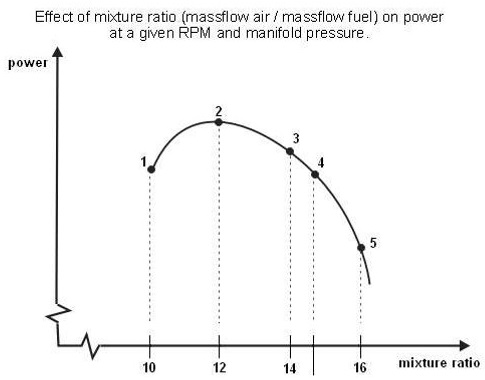 Effect of mixture ratio (massflow air / massflow fuel) on power
at a given RPM and manifold pressure.
power
2
3
1
4
5
10 12 14 16
mixture ratio